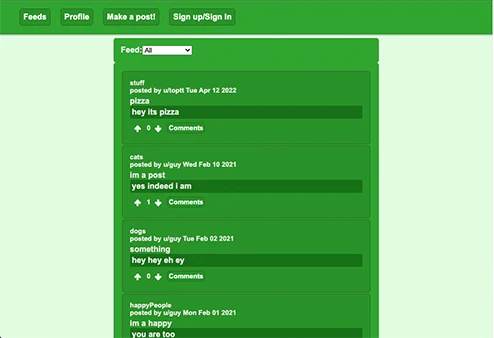 Feeds Profile Make a post! Sign up/Sign In
Feed: All
stuff
posted by u/toptt Tue Apr 12 2022
pizza
hey its pizza
0 Comments
cats
posted by u/guy Wed Feb 10 2021
im a post
yes indeed i am
1 Comments
dogs
posted by u/guy Tue Feb 02 2021
something
hey hey eh ey
0 Comments
happyPeople
posted by u/guy Mon Feb 01 2021
im a happy
you are too